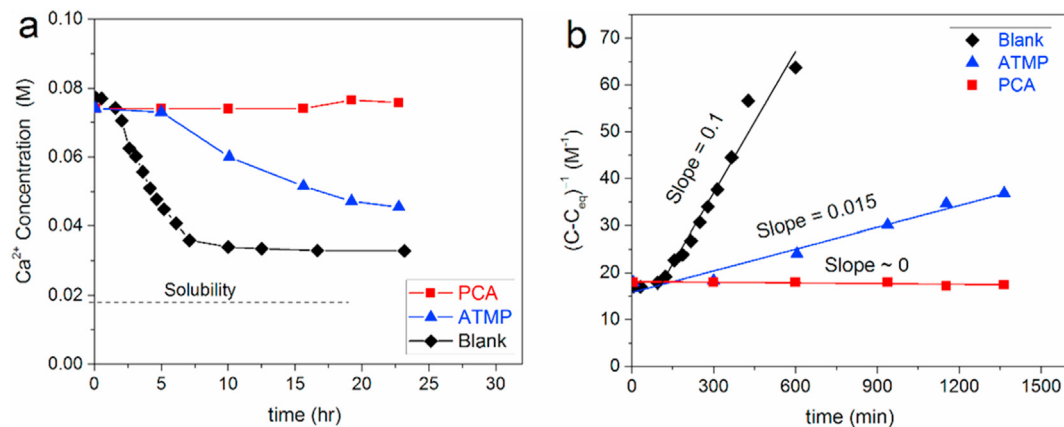 a
Ca²⁺ Concentration (M)
0.10
0.08
0.06
0.04
0.02
0.00
Solubility
PCA
ATMP
Blank
0 5 10 15 20 25 30
time (hr)
b
(C-Ceq)⁻¹ (M⁻¹)
70
60
50
40
30
20
10
0
Blank
ATMP
PCA
Slope = 0.1
Slope = 0.015
Slope ~ 0
0 300 600 900 1200 1500
time (min)